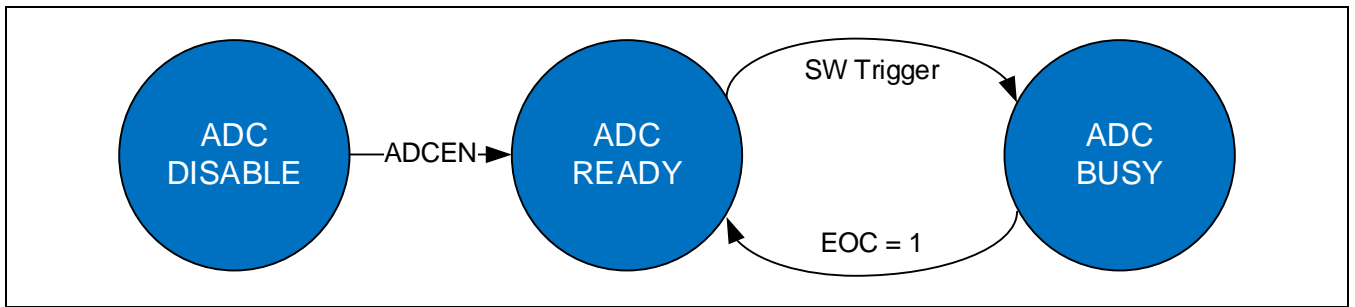 ADC
DISABLE
ADCEN
ADC
READY
SW Trigger
EOC = 1
ADC
BUSY